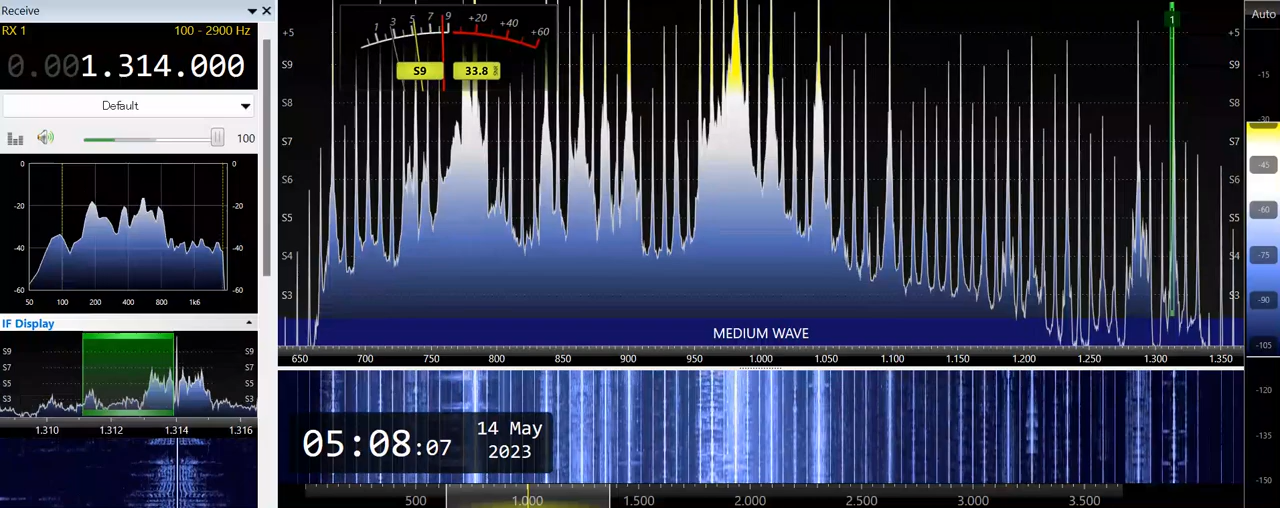 Receive
RX 1 100 - 2900 Hz
0.001.314.000
Default
100
0 0
-20 -20
-40 -40
-60 -60
50 100 200 400 800 1k6
IF Display
S9 S9
S7 S7
S5 S5
S3 S3
1.310 1.312 1.314 1.316
1 3 5 7 9 +20 +40 +60
S9 33.8
1
+5 +5
S9 S9
S8 S8
S7 S7
S6 S6
S5 S5
S4 S4
S3 S3
MEDIUM WAVE
650 700 750 800 850 900 950 1.000 1.050 1.100 1.150 1.200 1.250 1.300 1.350
05:08:07 14 May
2023
500 1.000 1.500 2.000 2.500 3.000 3.500
Auto
-15
-30
-45
-60
-75
-90
-105
-120
-135
-150